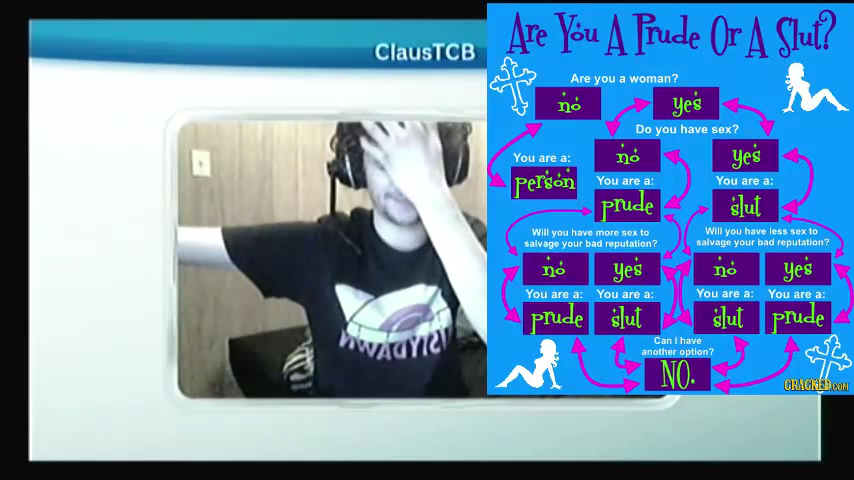 ClausTCB
Are You A Prude Or A Slut?
Are you a woman?
no yes
Do you have sex?
no yes
You are a:
person
You are a: You are a:
prude slut
Will you have more sex to
salvage your bad reputation?
Will you have less sex to
salvage your bad reputation?
no yes no yes
You are a: You are a: You are a: You are a:
prude slut slut prude
Can I have
another option?
NO.
CRACKED.COM